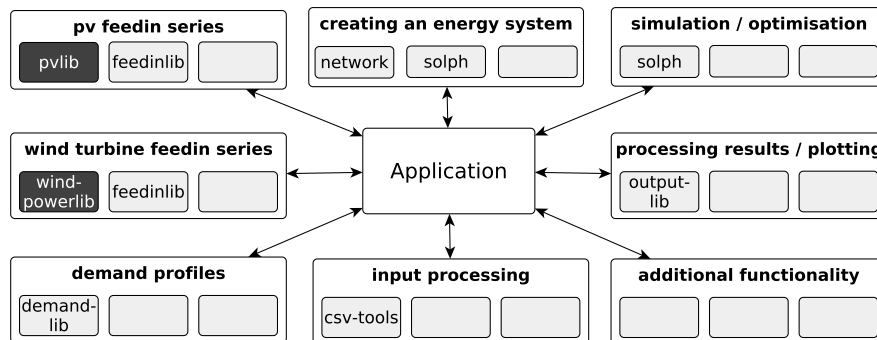 pv feedin series
pvlib
feedinlib
creating an energy system
network
solph
simulation / optimisation
solph
wind turbine feedin series
wind-
powerlib
feedinlib
Application
processing results / plotting
output-
lib
demand profiles
demand-
lib
input processing
csv-tools
additional functionality